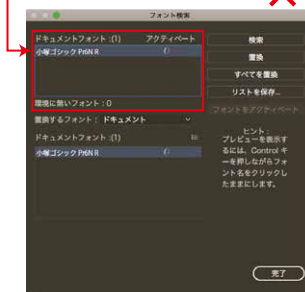 フォント検索
ドキュメントフォント :(1) アクティベート
小塚ゴシック Pr6N R
環境に無いフォント : 0
置換するフォント : ドキュメント
ドキュメントフォント :(1)
小塚ゴシック Pr6N R
検索
置換
すべてを置換
リストを保存...
フォントをアクティベート
ヒント :
プレビューを表示す
るには、Control キ
ーを押しながらフォ
ント名をクリックし
たままにします。
完了